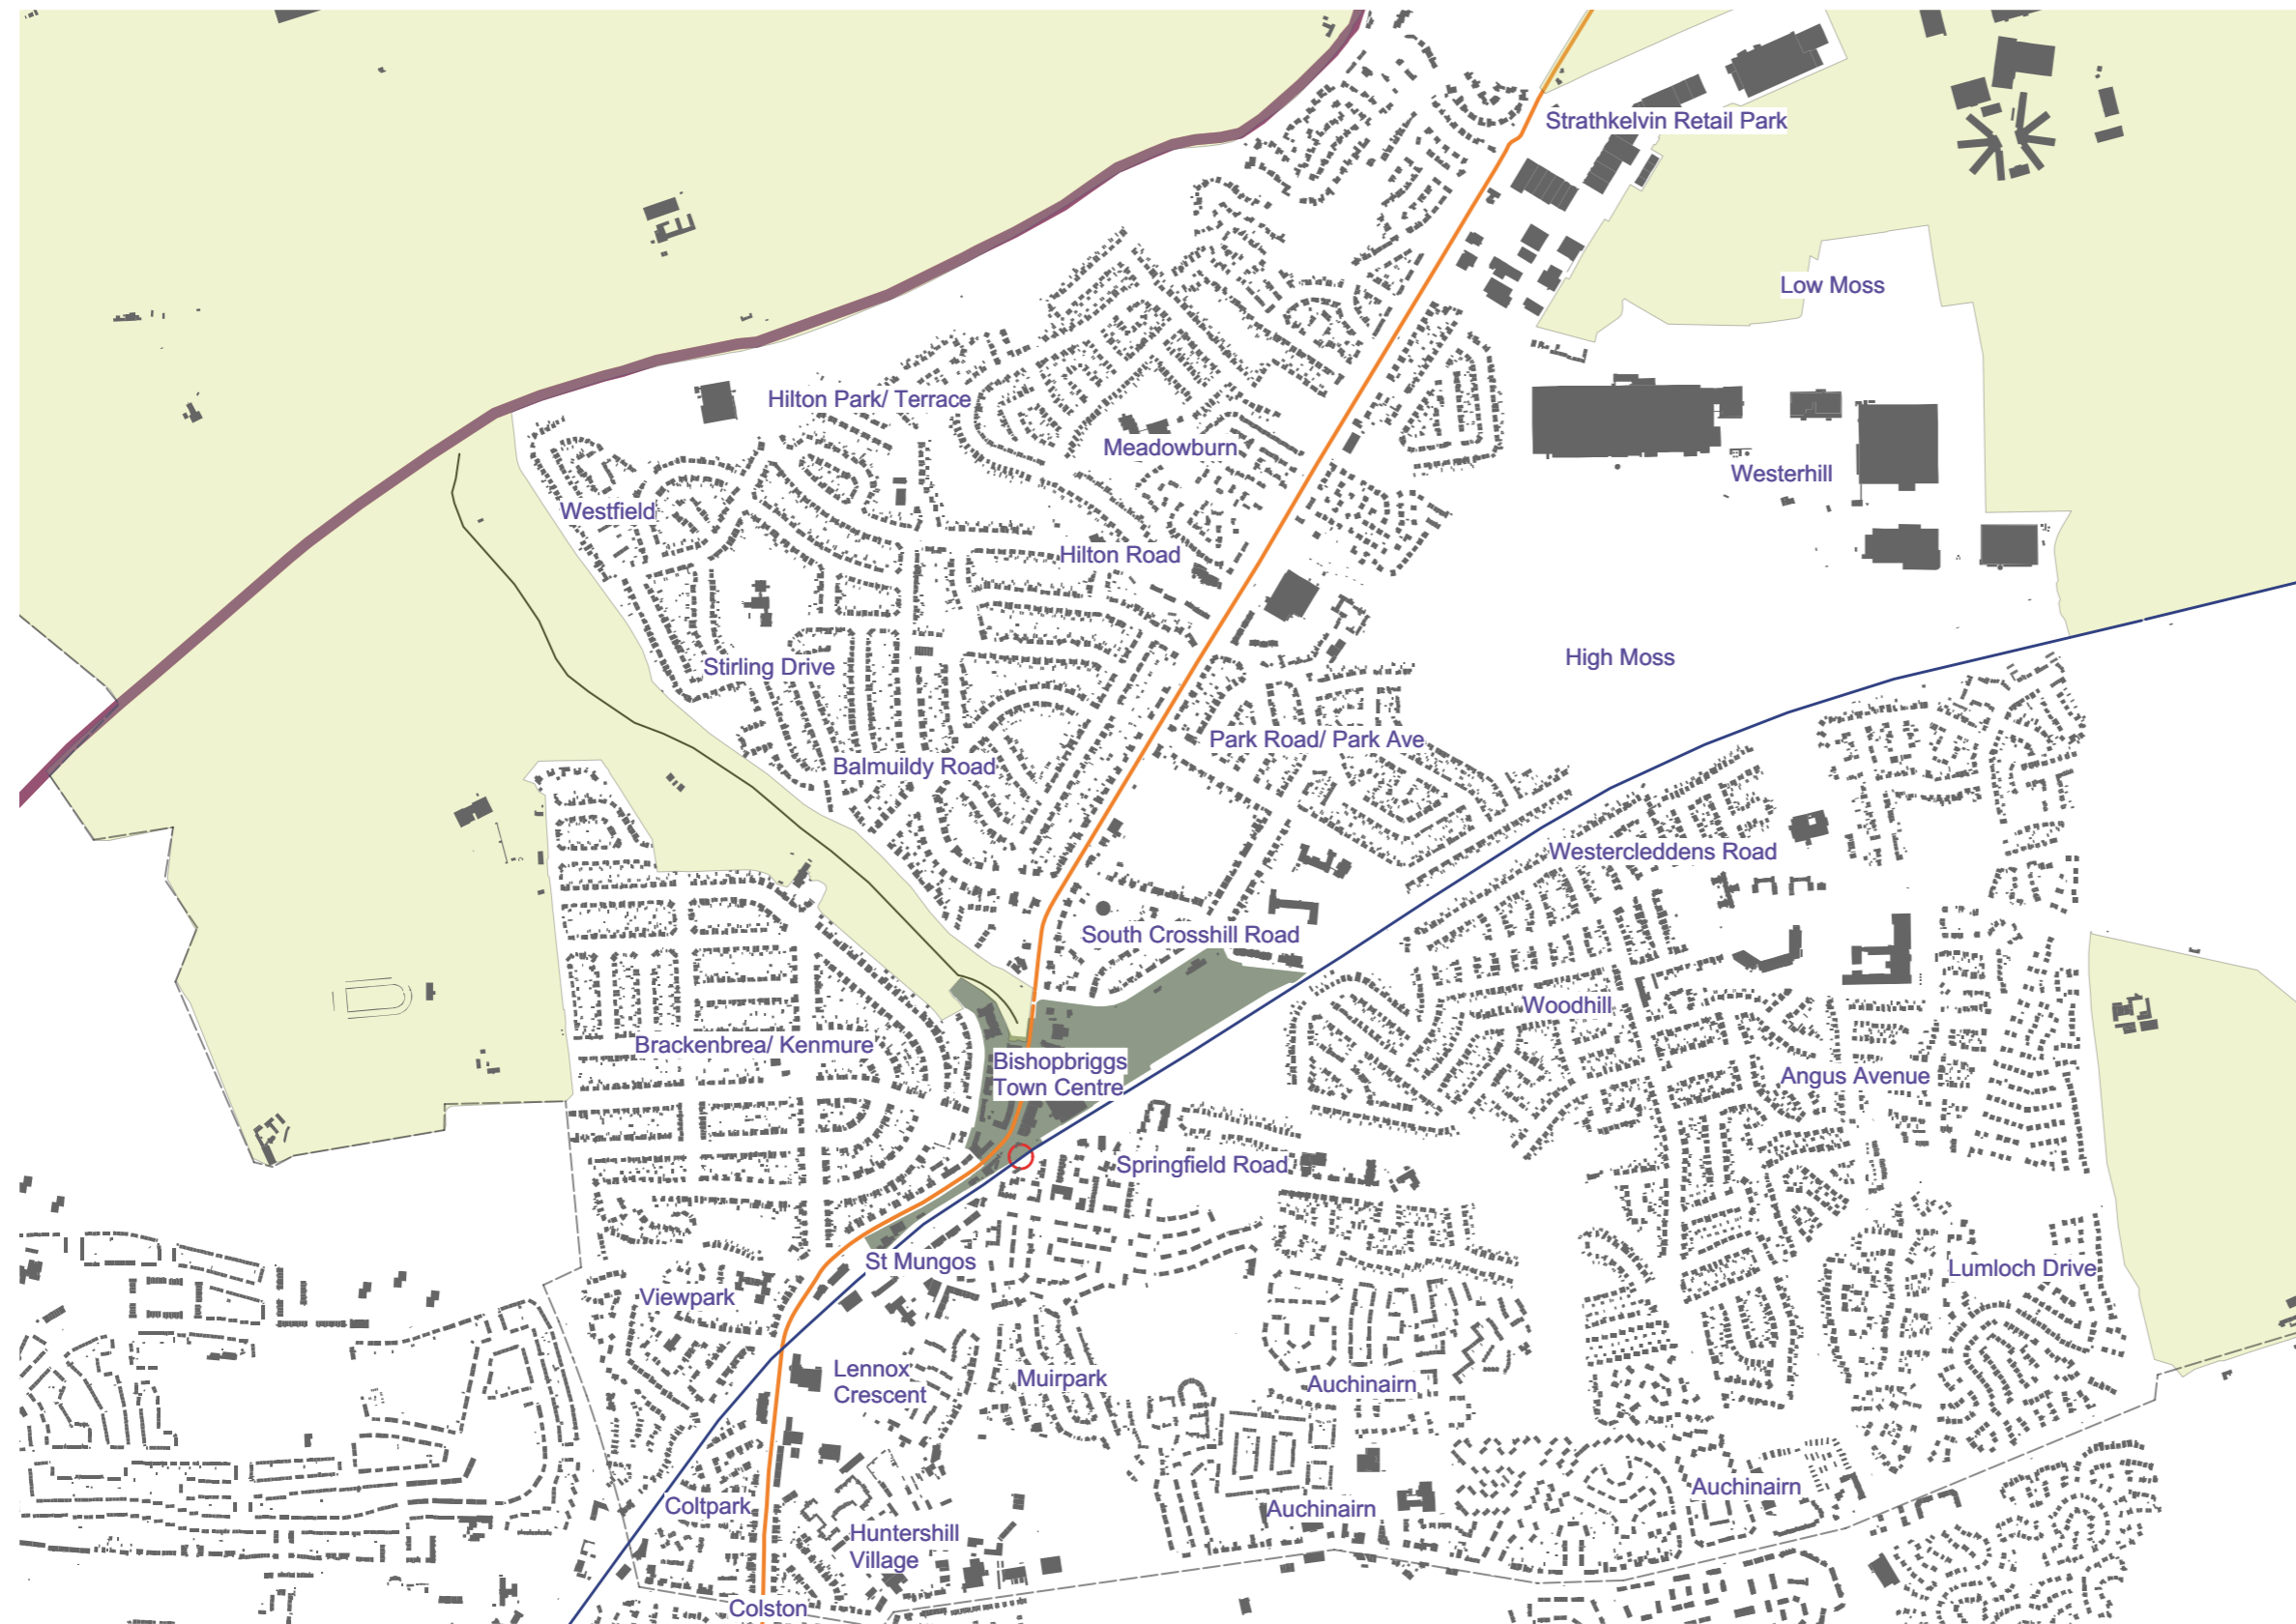 Strathkelvin Retail Park
Low Moss
Hilton Park/ Terrace
Meadowburn
Westerhill
Westfield
Hilton Road
High Moss
Stirling Drive
Park Road/ Park Ave
Balmuildy Road
Westercleddens Road
South Crosshill Road
Woodhill
Brackenbrea/ Kenmure
Bishopbriggs
Town Centre
Angus Avenue
Springfield Road
St Mungos
Lumloch Drive
Viewpark
Lennox
Crescent
Muirpark
Auchinairn
Auchinairn
Coltpark
Auchinairn
Huntershill
Village
Colston